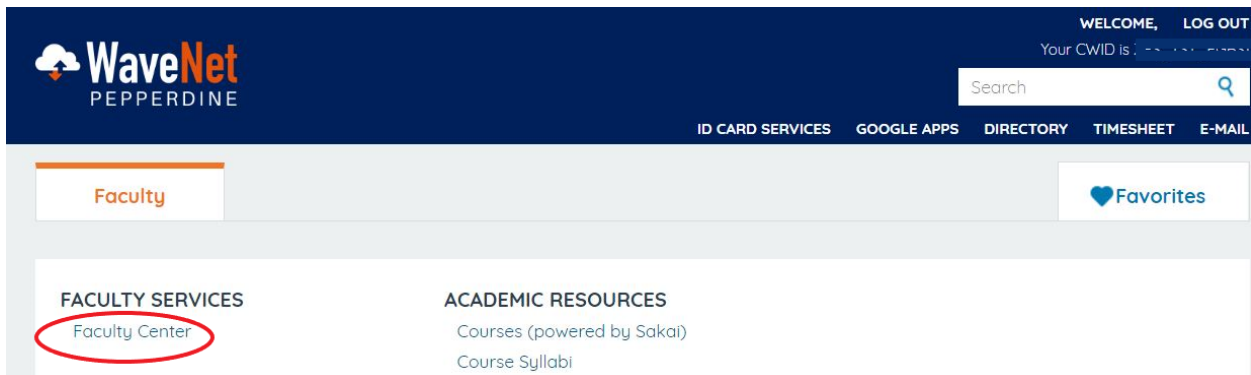 WELCOME, LOG OUT
Your CWID is
WaveNet
PEPPERDINE
Search
ID CARD SERVICES GOOGLE APPS DIRECTORY TIMESHEET E-MAIL
Faculty
Favorites
FACULTY SERVICES
Faculty Center
ACADEMIC RESOURCES
Courses (powered by Sakai)
Course Syllabi